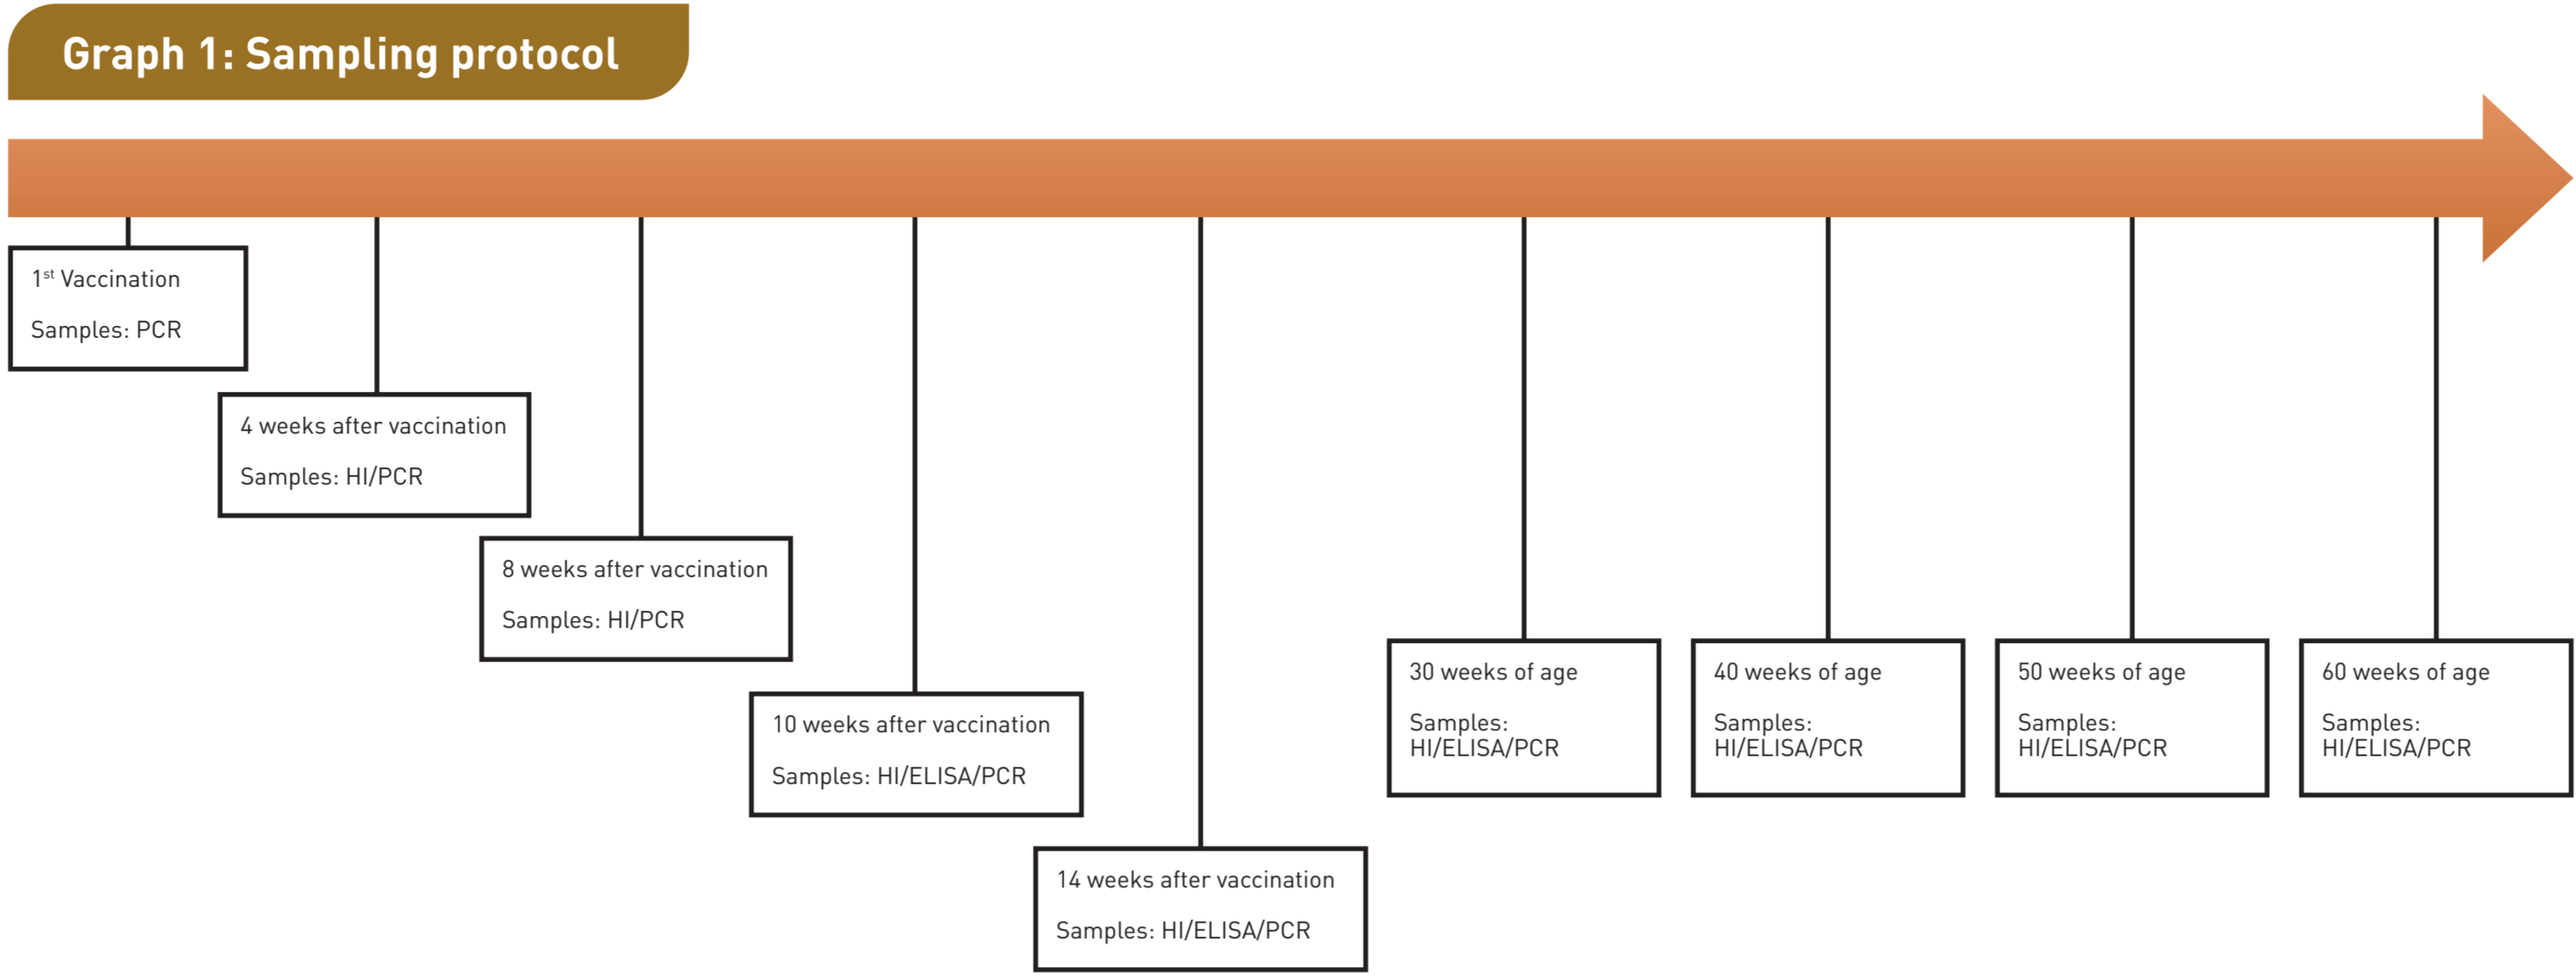 Graph 1: Sampling protocol
1st Vaccination
Samples: PCR
4 weeks after vaccination
Samples: HI/PCR
8 weeks after vaccination
Samples: HI/PCR
10 weeks after vaccination
Samples: HI/ELISA/PCR
14 weeks after vaccination
Samples: HI/ELISA/PCR
30 weeks of age
Samples:
HI/ELISA/PCR
40 weeks of age
Samples:
HI/ELISA/PCR
50 weeks of age
Samples:
HI/ELISA/PCR
60 weeks of age
Samples:
HI/ELISA/PCR